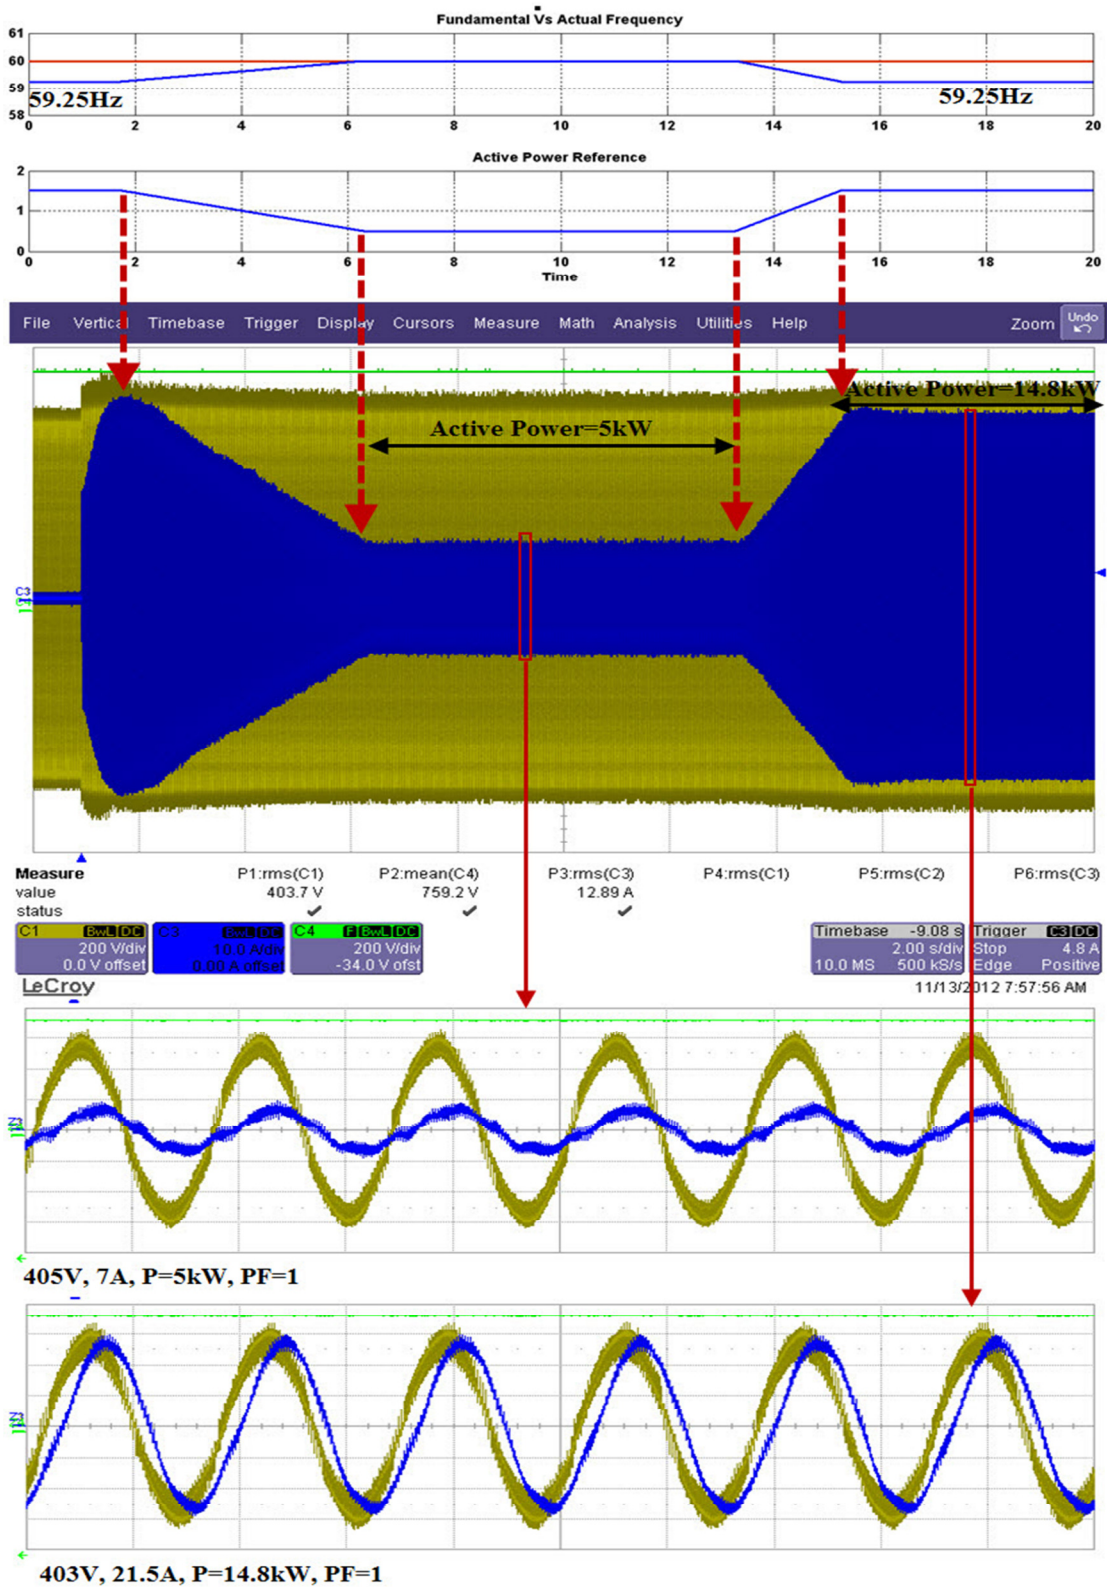 Fundamental Vs Actual Frequency
61
60
59
58
59.25Hz
59.25Hz
0 2 4 6 8 10 12 14 16 18 20
Active Power Reference
2
1
0
0 2 4 6 8 10 12 14 16 18 20
Time
File Vertical Timebase Trigger Display Cursors Measure Math Analysis Utilities Help Zoom Undo
Active Power=14.8kW
Active Power=5kW
C3
Measure P1:rms(C1) P2:mean(C4) P3:rms(C3) P4:rms(C1) P5:rms(C2) P6:rms(C3)
value 403.7 V 759.2 V 12.89 A
status
C1 BwL DC C3 BwL DC C4 F BwL DC Timebase -9.08 s Trigger C3 DC
200 V/div 10.0 A/div 200 V/div 2.00 s/div Stop 4.8 A
0.0 V offset 0.00 A offset -34.0 V ofst 10.0 MS 500 kS/s Edge Positive
LeCroy 11/13/2012 7:57:56 AM
Z3
405V, 7A, P=5kW, PF=1
Z3
403V, 21.5A, P=14.8kW, PF=1